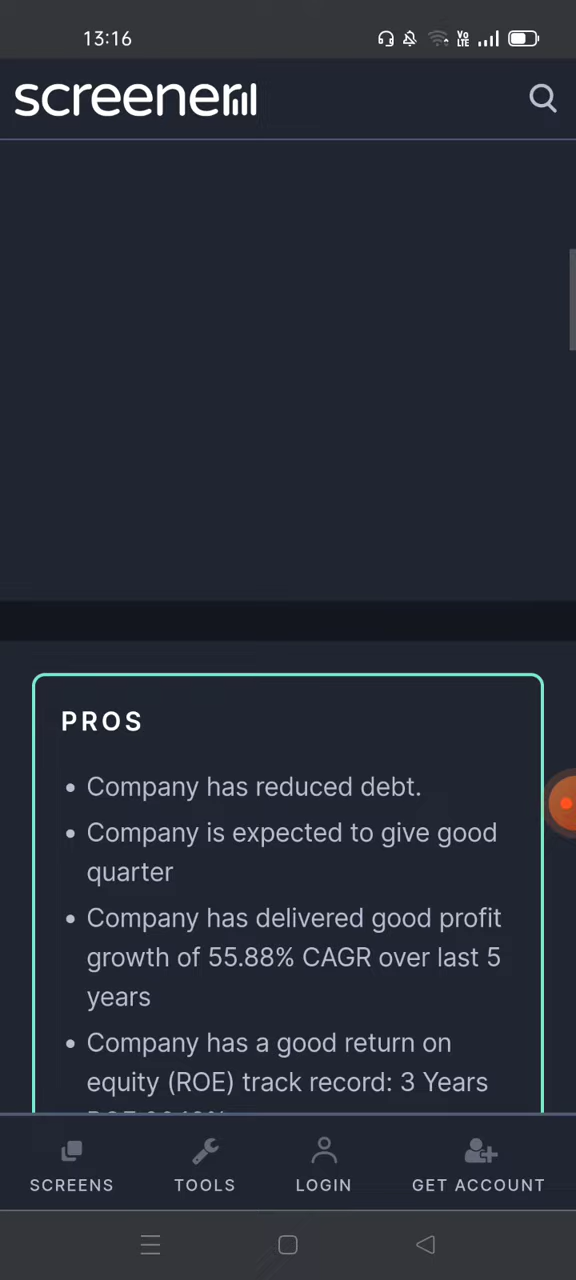 13:16
Vo
LTE
screener
PROS
• Company has reduced debt.
• Company is expected to give good
quarter
• Company has delivered good profit
growth of 55.88% CAGR over last 5
years
• Company has a good return on
equity (ROE) track record: 3 Years
SCREENS
TOOLS
LOGIN
GET ACCOUNT